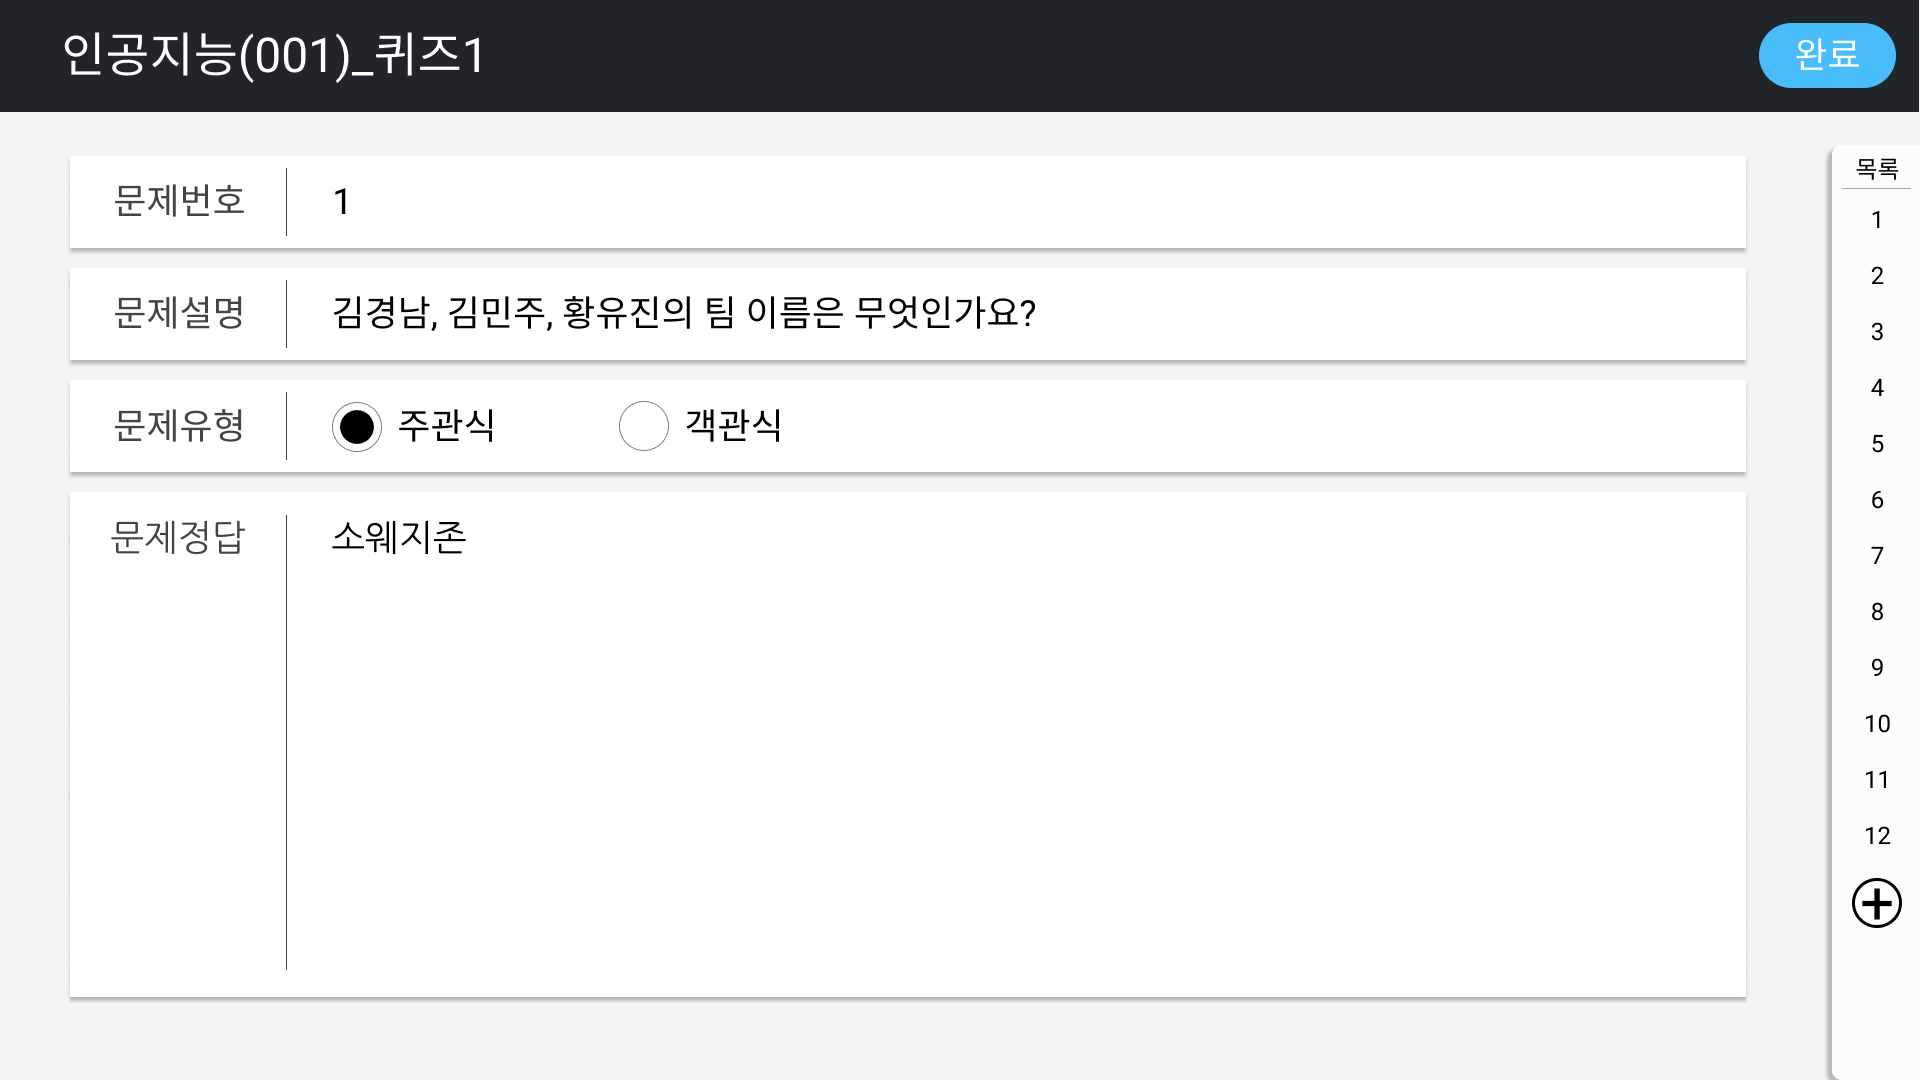 인공지능(001)_퀴즈1
완료
문제번호 1
문제설명 김경남, 김민주, 황유진의 팀 이름은 무엇인가요?
문제유형 주관식 객관식
문제정답 소웨지존
목록
1
2
3
4
5
6
7
8
9
10
11
12